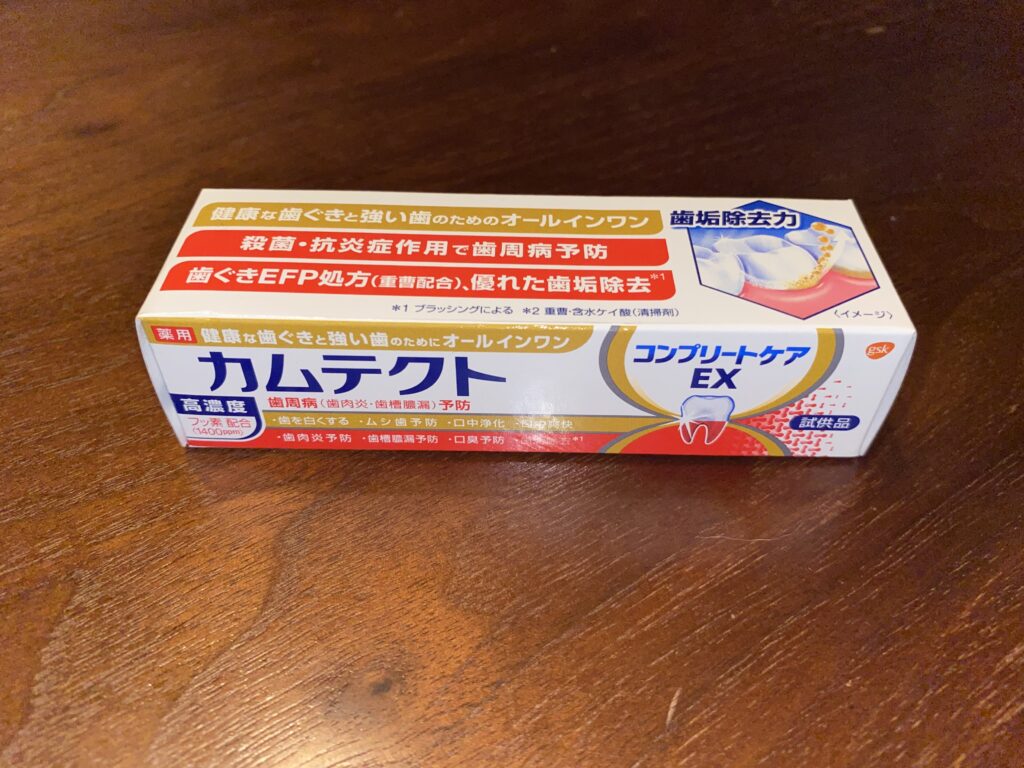 健康な歯ぐきと強い歯のためのオールインワン
殺菌・抗炎症作用で歯周病予防
歯ぐきEFP処方(重曹配合)、優れた歯垢除去*1
*1 ブラッシングによる *2 重曹・含水ケイ酸(清掃剤)
歯垢除去力
(イメージ)
薬用 健康な歯ぐきと強い歯のためにオールインワン
カムテクト
歯周病(歯肉炎・歯槽膿漏)予防
高濃度
フッ素 配合
(1400ppm)
・歯を白くする ・ムシ歯予防 ・口中浄化 ・口中爽快
・歯肉炎予防 ・歯槽膿漏予防 ・口臭予防 ・歯垢除去*1
コンプリートケア
EX
gsk
試供品